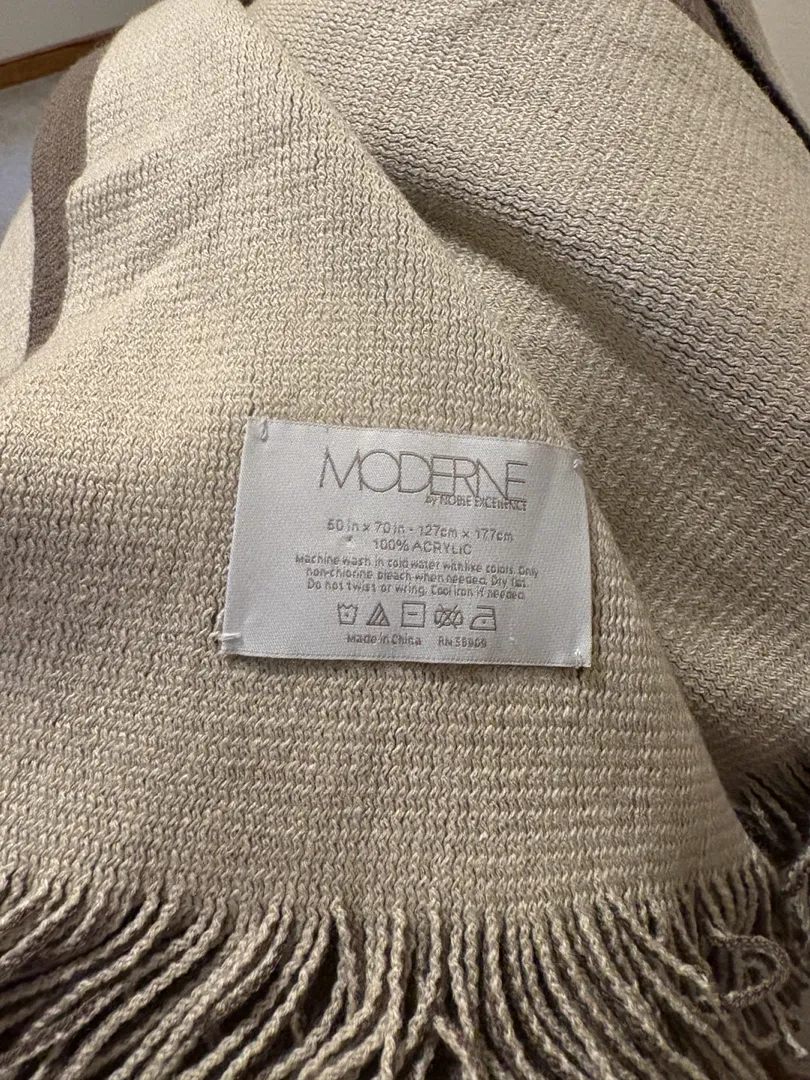 MODERNE
by NOBLE EXCELLENCE
50 in x 70 in - 127cm x 177cm
100% ACRYLIC
Machine wash in cold water with like colors. Only
non-chlorine bleach when needed. Dry flat.
Do not twist or wring. Cool iron if needed.
Made in China RN 38909